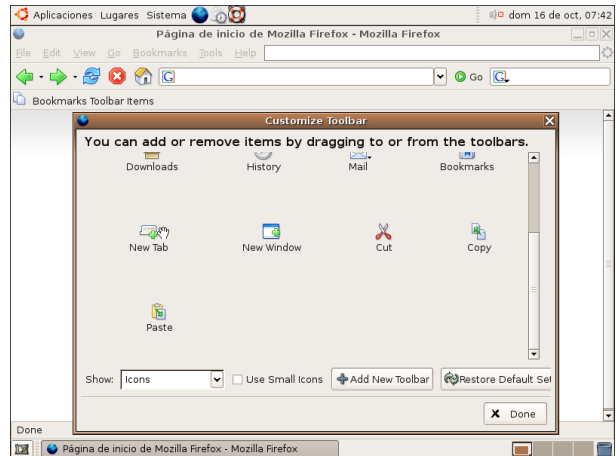 Aplicaciones Lugares Sistema dom 16 de oct, 07:42
Página de inicio de Mozilla Firefox - Mozilla Firefox
File Edit View Go Bookmarks Tools Help
Go
Bookmarks Toolbar Items
Customize Toolbar
You can add or remove items by dragging to or from the toolbars.
Downloads History Mail Bookmarks
New Tab New Window Cut Copy
Paste
Show: Icons Use Small Icons Add New Toolbar Restore Default Set
Done
Done
Página de inicio de Mozilla Firefox - Mozilla Firefox